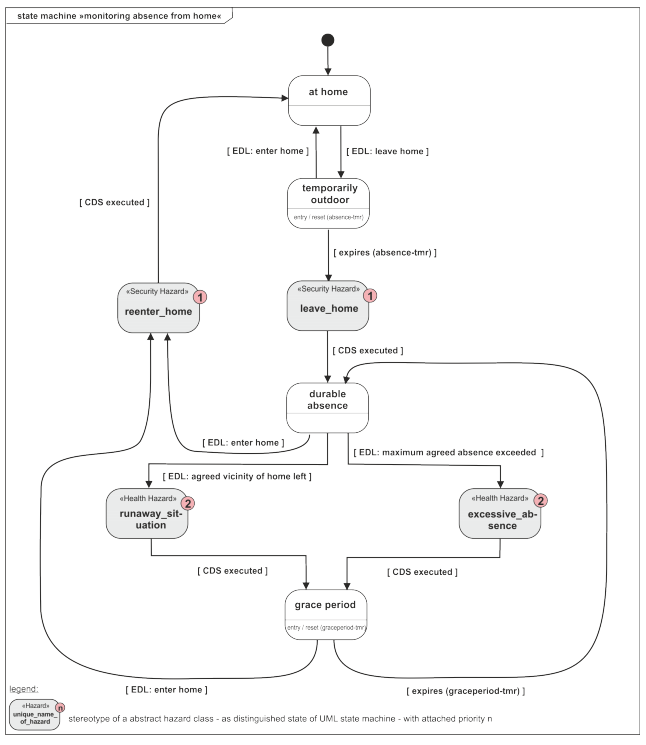 state machine »monitoring absence from home«
at home
[ EDL: enter home ]
[ EDL: leave home ]
temporarily
outdoor
entry / reset (absence-tmr)
[ CDS executed ]
[ expires (absence-tmr) ]
«Security Hazard»
1
reenter_home
«Security Hazard»
1
leave_home
[ CDS executed ]
durable
absence
[ EDL: enter home ]
[ EDL: maximum agreed absence exceeded ]
[ EDL: agreed vicinity of home left ]
«Health Hazard»
2
runaway_sit-
uation
«Health Hazard»
2
excessive_ab-
sence
[ CDS executed ]
[ CDS executed ]
grace period
entry / reset (graceperiod-tmr)
[ EDL: enter home ]
[ expires (graceperiod-tmr) ]
legend:
«Hazard»
n
unique_name_
of_hazard
stereotype of a abstract hazard class - as distinguished state of UML state machine - with attached priority n